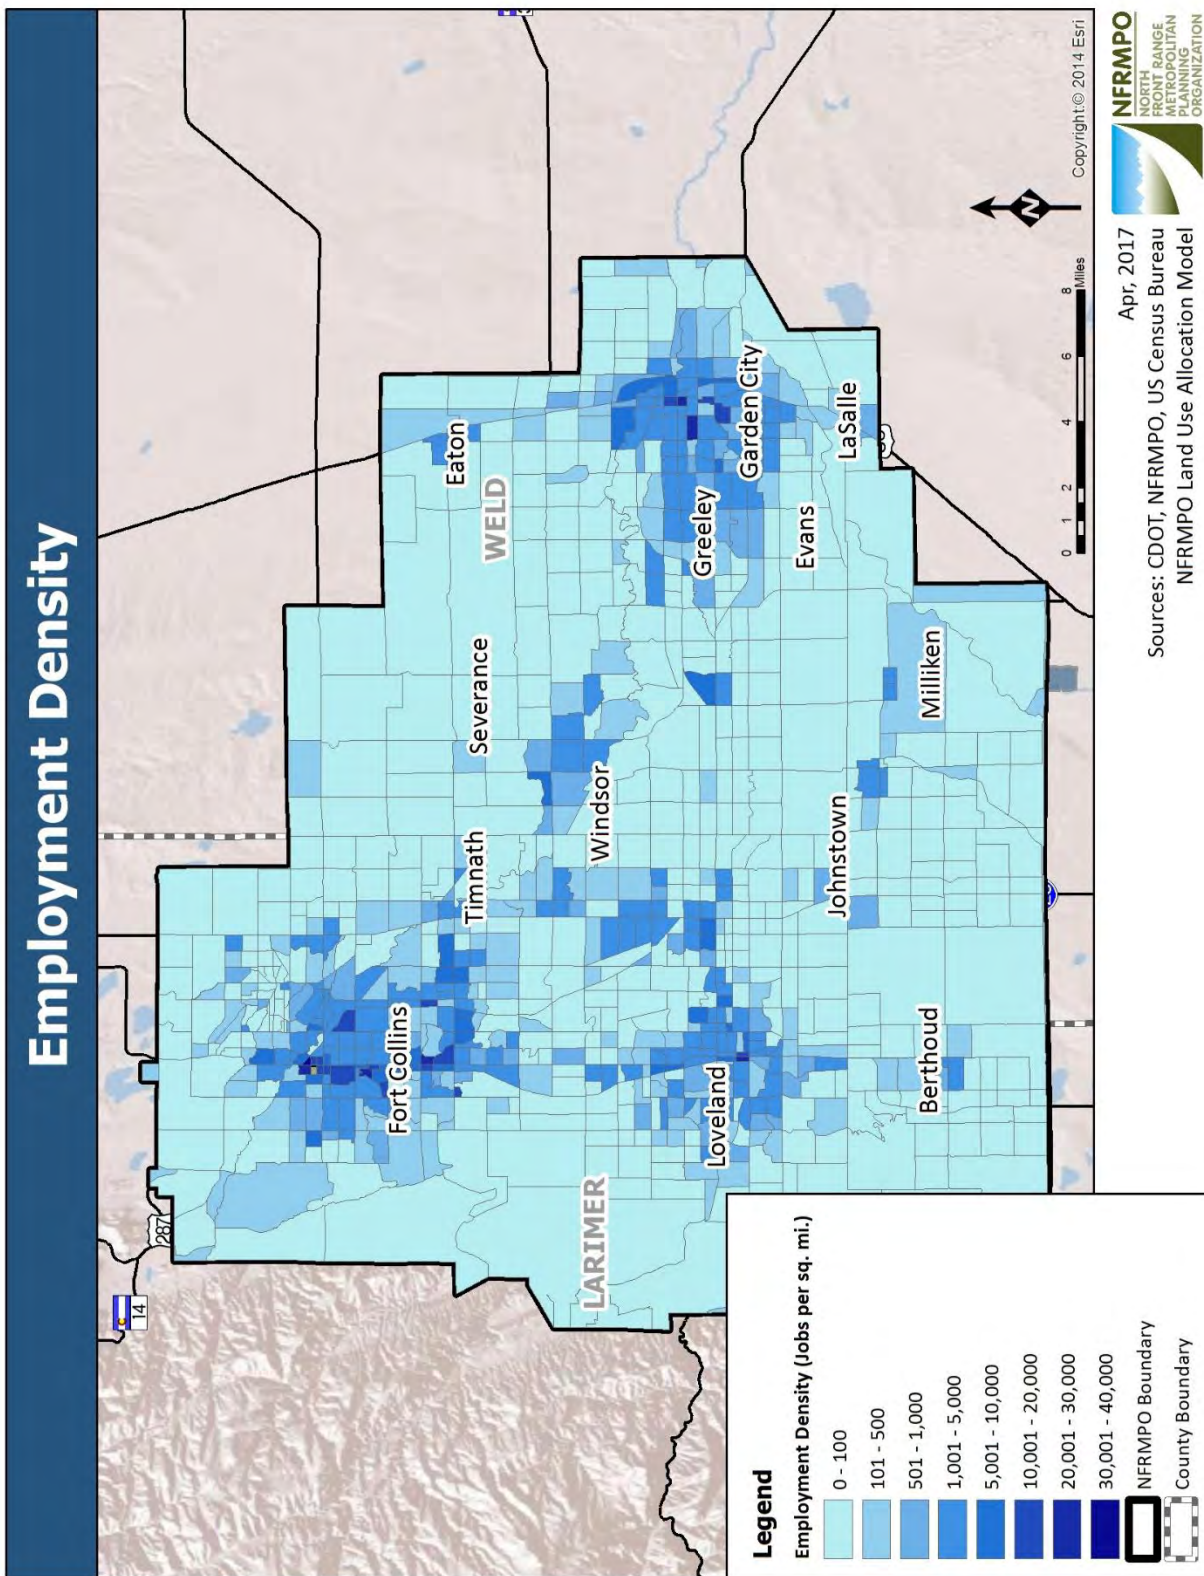 Employment Density
14
287
Eaton
WELD
Severance
Timnath
Fort Collins
Windsor
Greeley
Garden City
LARIMER
Loveland
Evans
LaSalle
Johnstown
Milliken
Berthoud
Legend
Employment Density (Jobs per sq. mi.)
0 - 100
101 - 500
501 - 1,000
1,001 - 5,000
5,001 - 10,000
10,001 - 20,000
20,001 - 30,000
30,001 - 40,000
NFRMPO Boundary
County Boundary
N
0 1 2 4 6 8
Miles
Copyright:© 2014 Esri
Apr, 2017
Sources: CDOT, NFRMPO, US Census Bureau
NFRMPO Land Use Allocation Model
NFRMPO
NORTH
FRONT RANGE
METROPOLITAN
PLANNING
ORGANIZATION